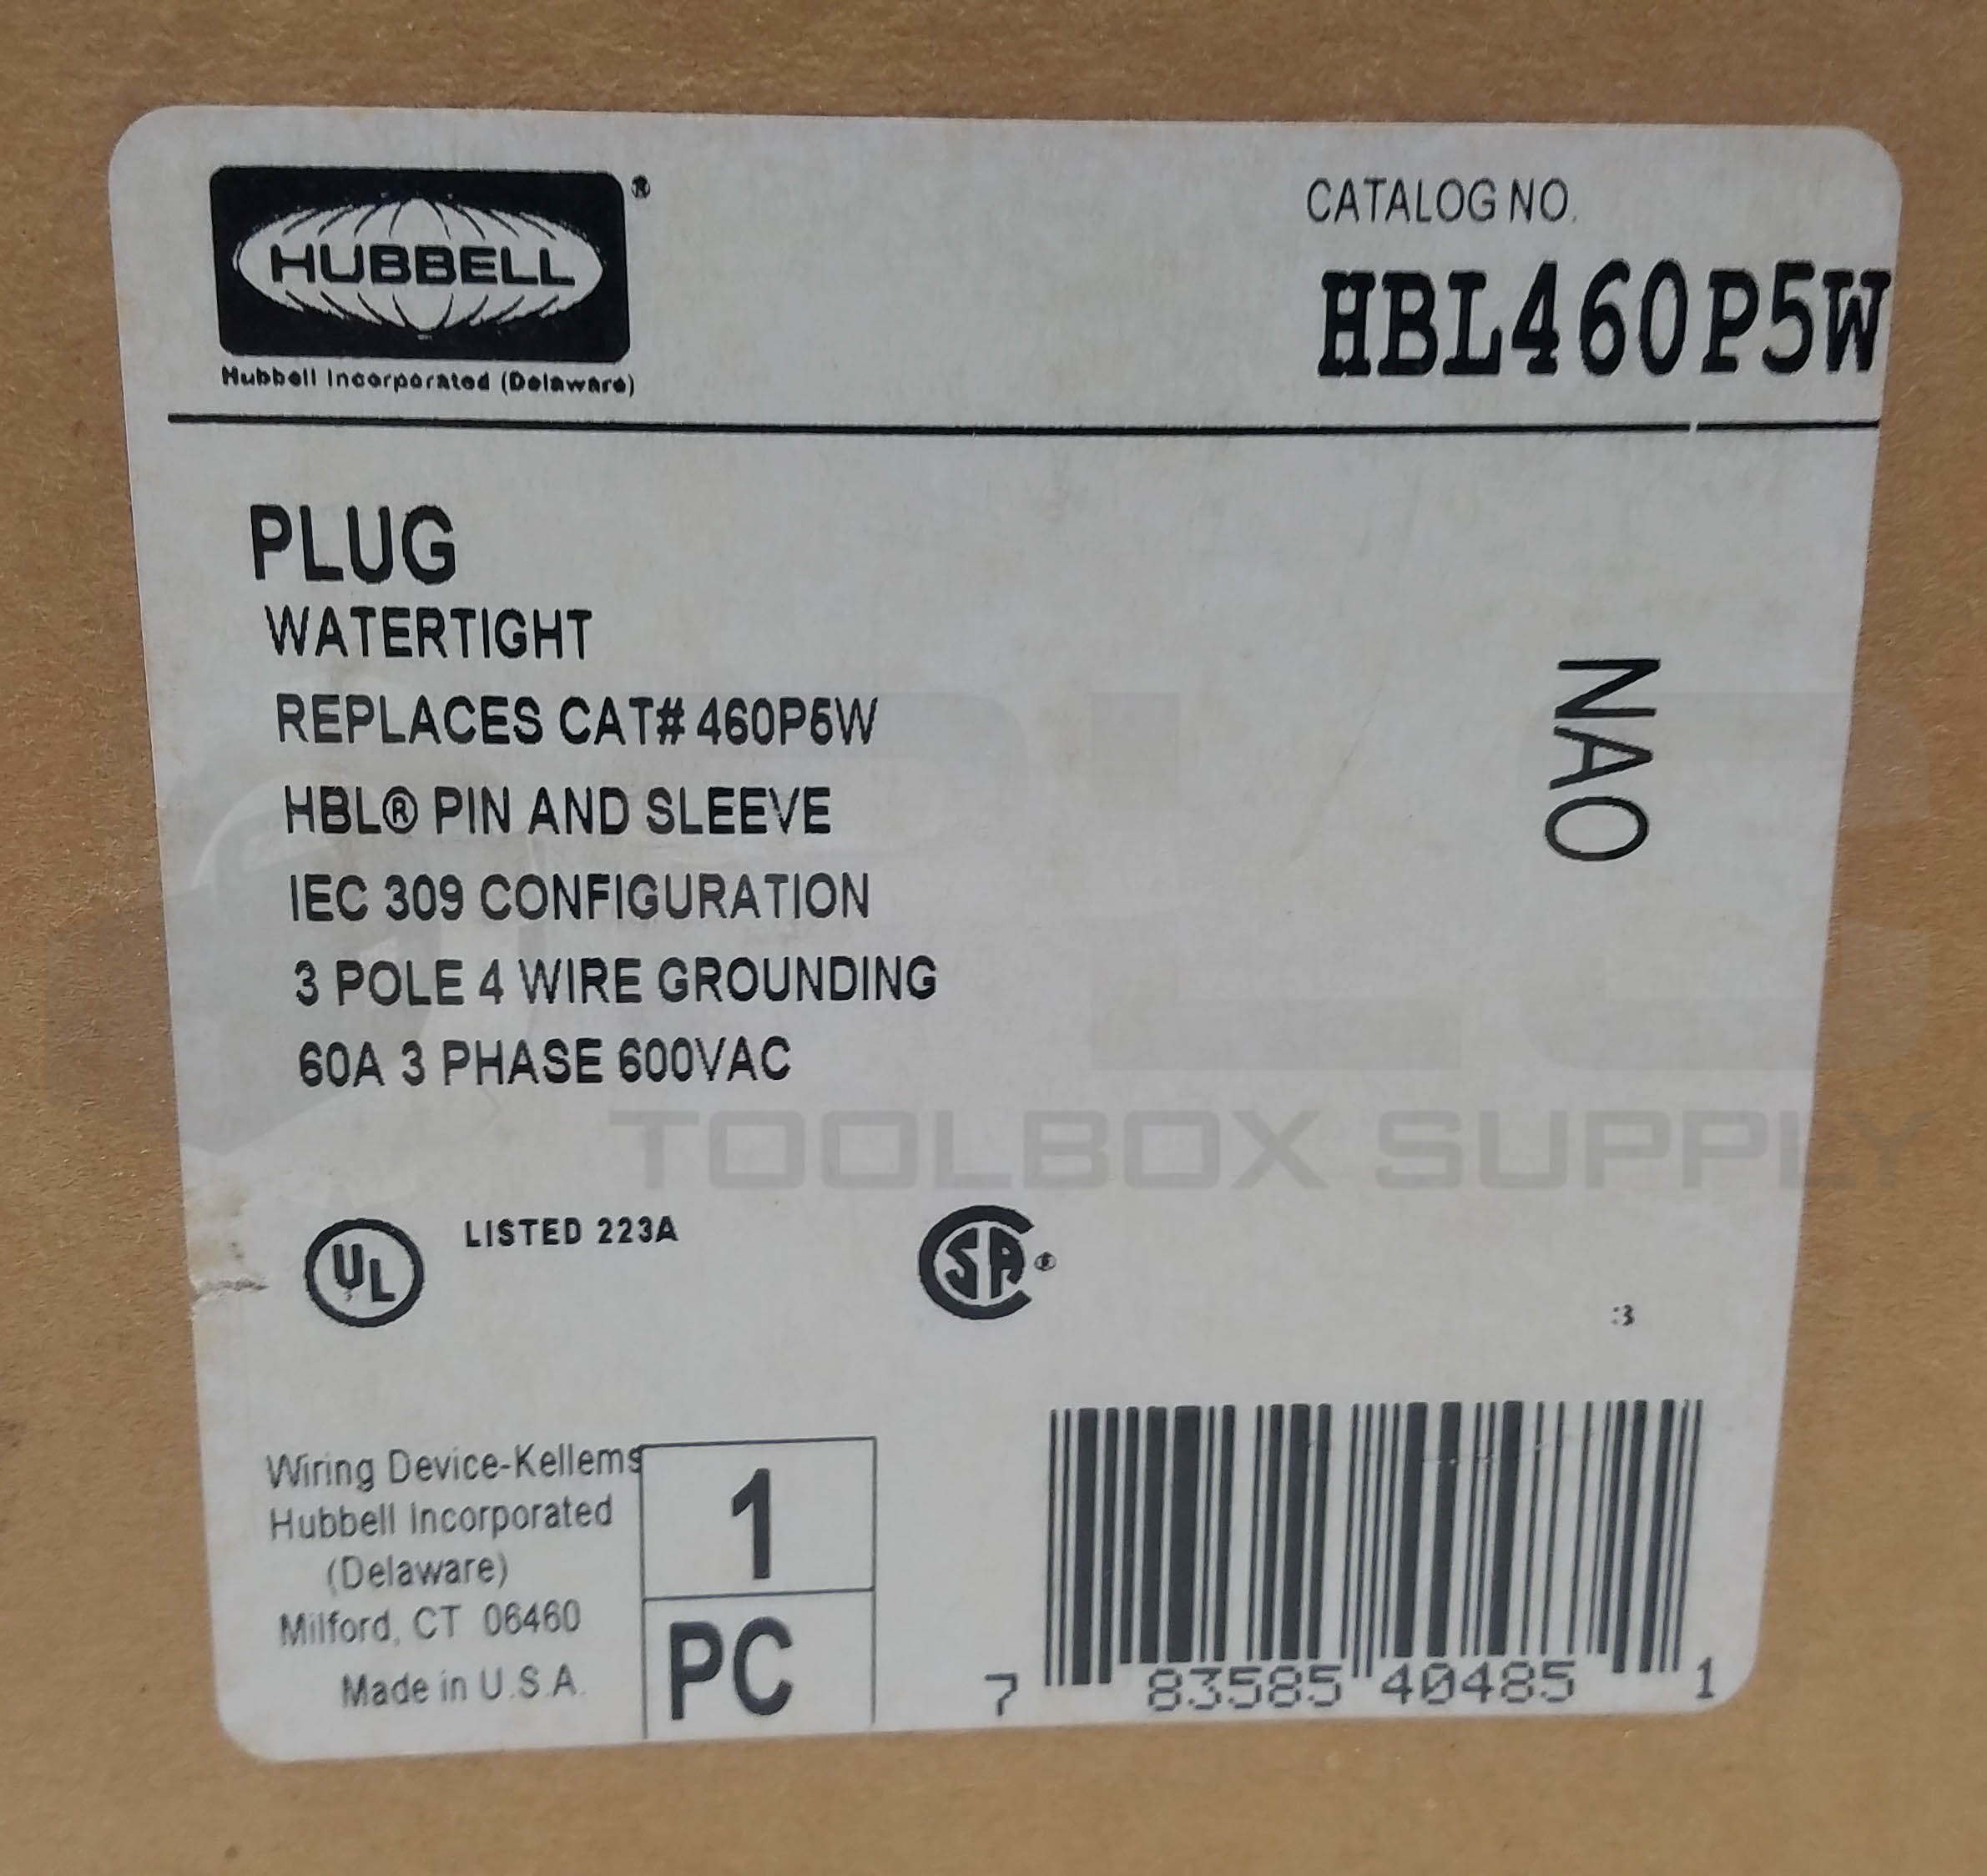 HUBBELL®
Hubbell Incorporated (Delaware)
CATALOG NO.
HBL460P5W
PLUG
WATERTIGHT
REPLACES CAT# 460P5W
HBL® PIN AND SLEEVE
IEC 309 CONFIGURATION
3 POLE 4 WIRE GROUNDING
60A 3 PHASE 600VAC
NAO
PLC
TOOLBOX SUPPLY
UL LISTED 223A
CSA®
3
Wiring Device-Kellems
Hubbell Incorporated
(Delaware)
Milford, CT 06460
Made in U.S.A.
1
PC
7 83585 40485 1